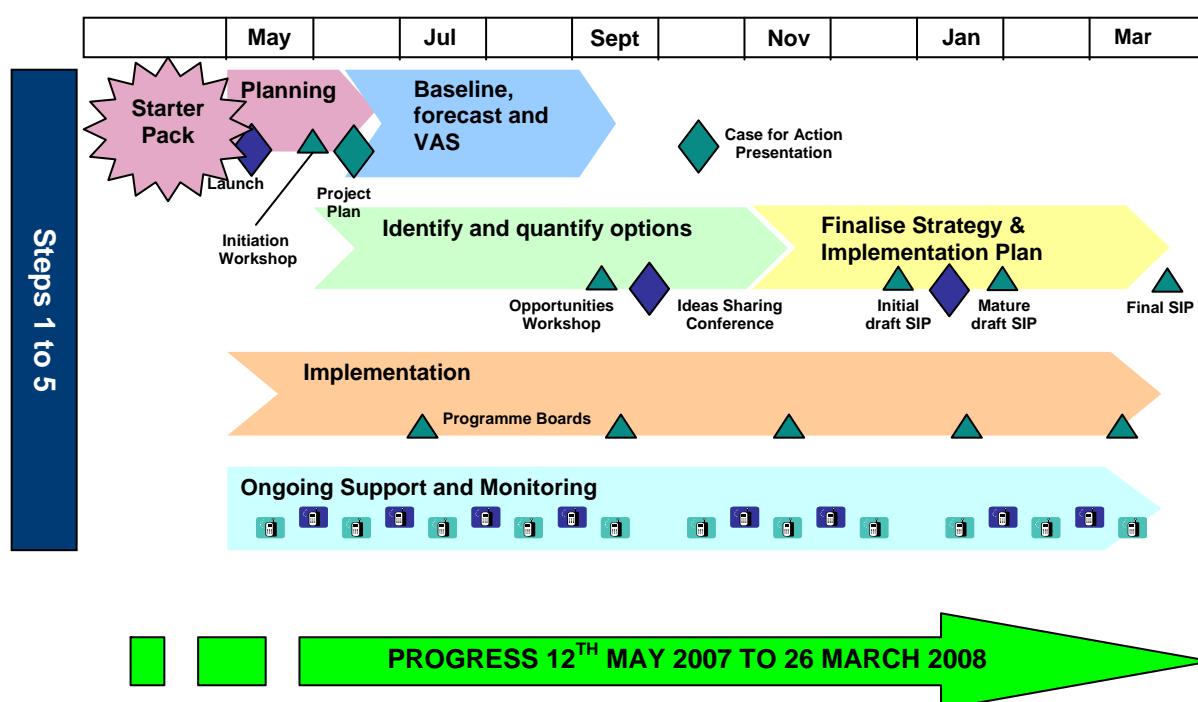 May
Jul
Sept
Nov
Jan
Mar
Steps 1 to 5
Starter
Pack
Planning
Baseline,
forecast and
VAS
Launch
Initiation
Workshop
Project
Plan
Case for Action
Presentation
Identify and quantify options
Finalise Strategy &
Implementation Plan
Opportunities
Workshop
Ideas Sharing
Conference
Initial
draft SIP
Mature
draft SIP
Final SIP
Implementation
Programme Boards
Ongoing Support and Monitoring
PROGRESS 12TH MAY 2007 TO 26 MARCH 2008